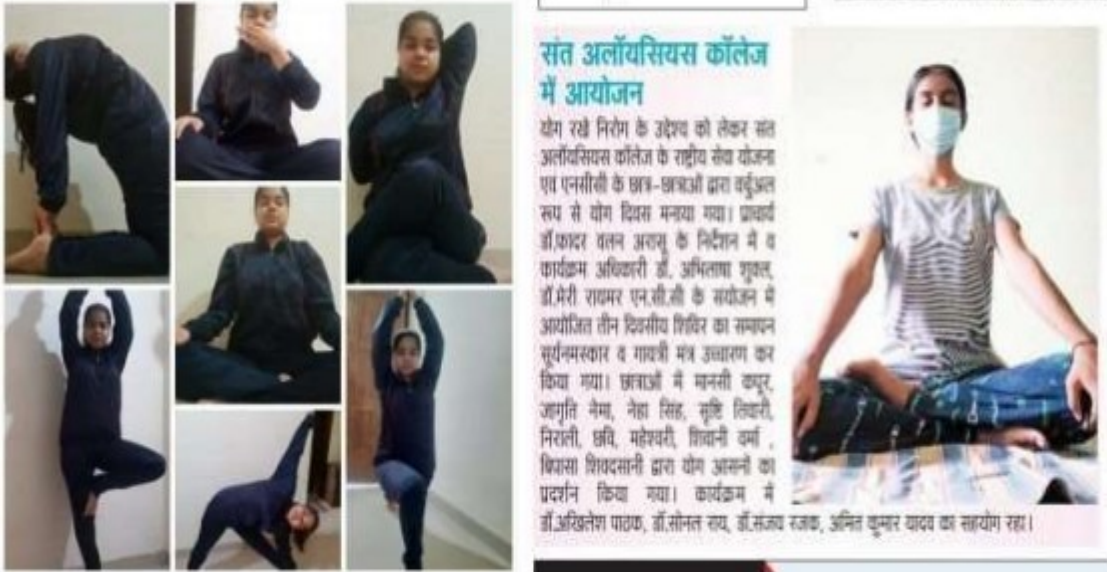 संत अलॉयसियस कॉलेज
में आयोजन
योग रखे निरोग के उद्देश्य को लेकर संत
अलॉयसियस कॉलेज के राष्ट्रीय सेवा योजना
एवं एनसीसी के छात्र-छात्राओं द्वारा वर्चुअल
रूप से योग दिवस मनाया गया। प्राचार्य
डॉ.फादर वलन अरासू के निर्देशन में व
कार्यक्रम अधिकारी डॉ. अभिलाषा शुक्ल,
डॉ.मेरी रायमर एन.सी.सी के संयोजन में
आयोजित तीन दिवसीय शिविर का समापन
सूर्यनमस्कार व गायत्री मंत्र उच्चारण कर
किया गया। छात्राओं में मानसी कपूर,
जागृति नेमा, नेहा सिंह, सृष्टि तिवारी,
निराली, छवि, महेश्वरी, शिवानी वर्मा ,
बिपासा शिवदसानी द्वारा योग आसनों का
प्रदर्शन किया गया। कार्यक्रम में
डॉ.अखिलेश पाठक, डॉ.सोनल राय, डॉ.संजय रजक, अमित कुमार यादव का सहयोग रहा।